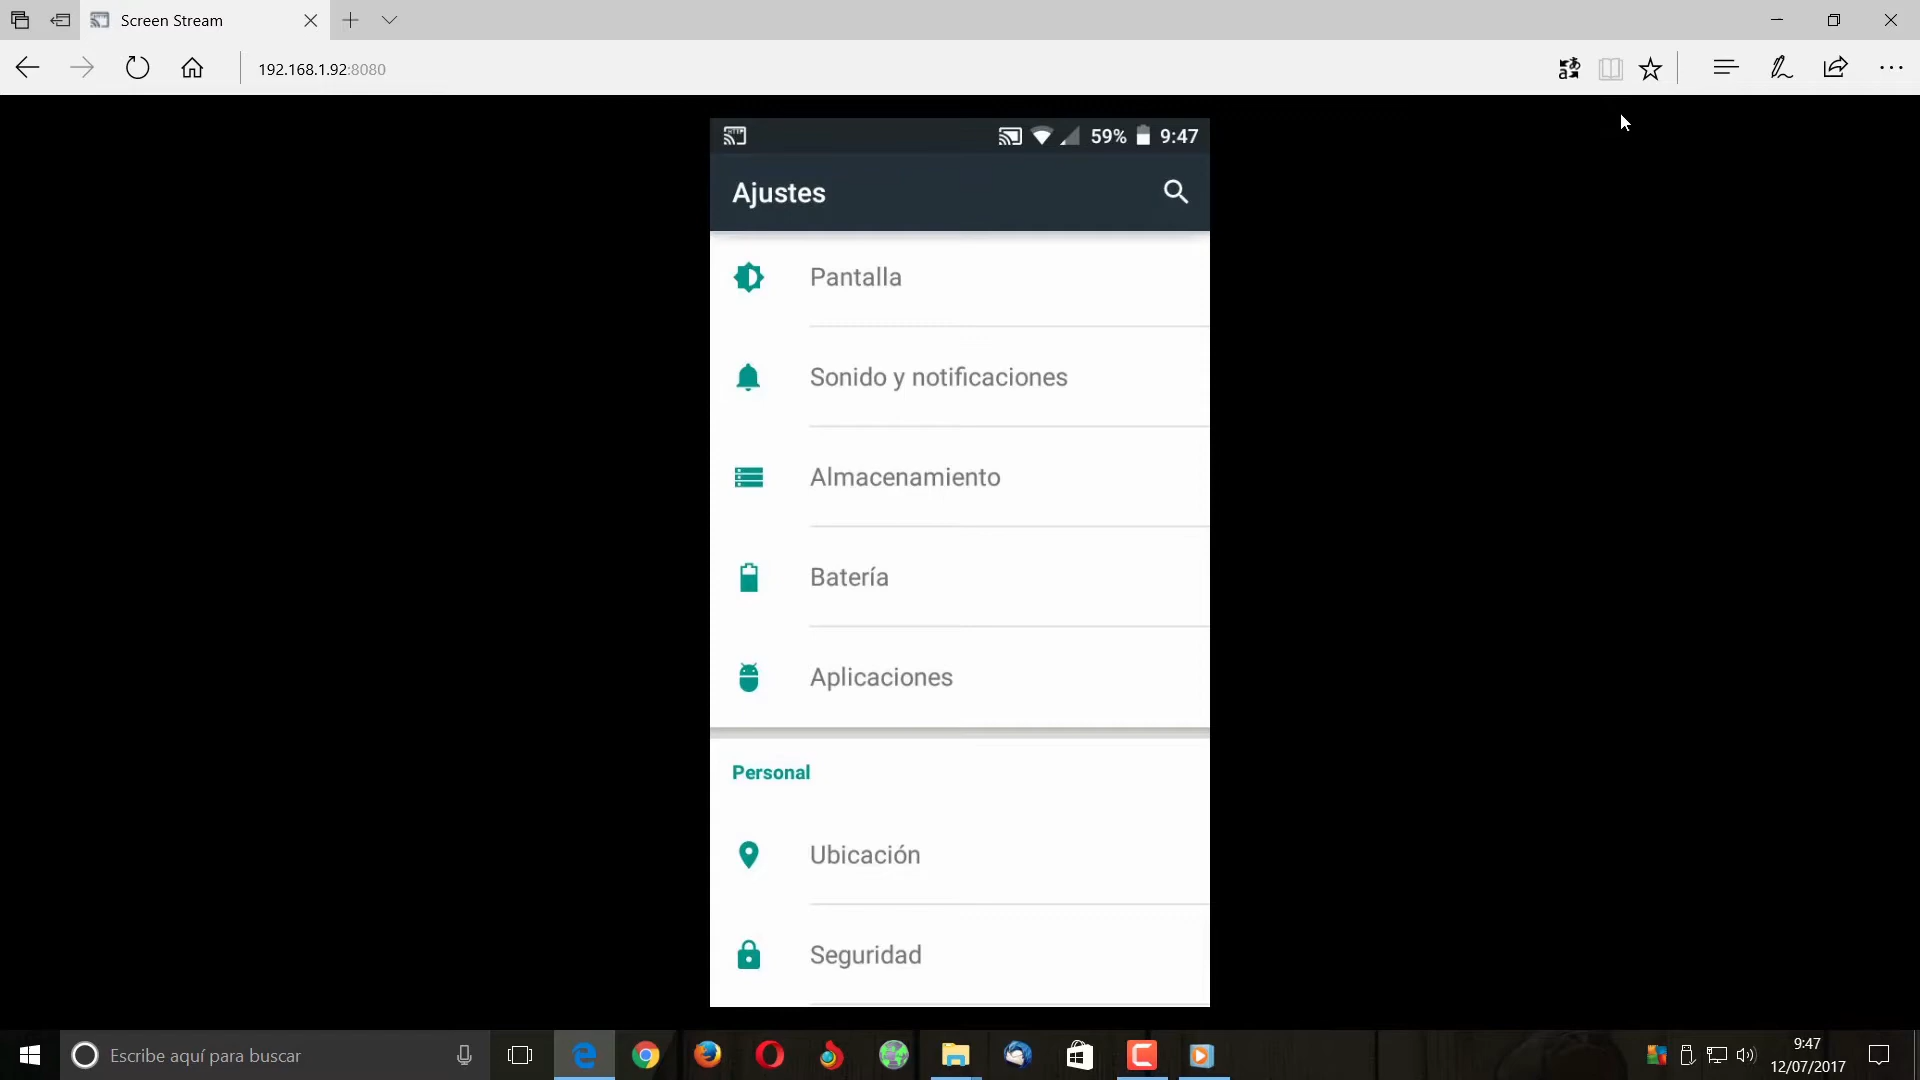 Screen Stream
192.168.1.92:8080
59% 9:47
Ajustes
Pantalla
Sonido y notificaciones
Almacenamiento
Batería
Aplicaciones
Personal
Ubicación
Seguridad
Escribe aquí para buscar
9:47
12/07/2017